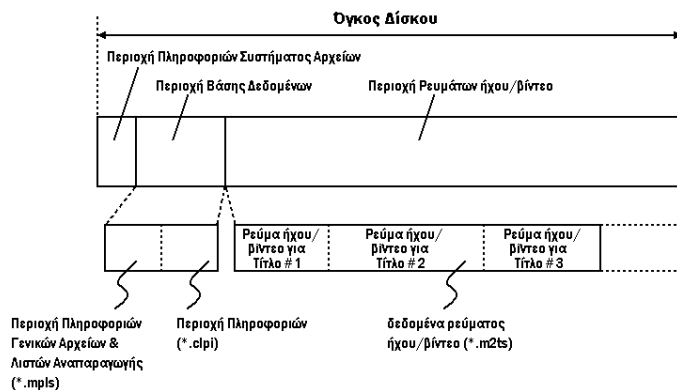 Όγκος Δίσκου
Περιοχή Πληροφοριών Συστήματος Αρχείων
Περιοχή Βάσης Δεδομένων
Περιοχή Ρευμάτων ήχου/βίντεο
Ρεύμα ήχου/
βίντεο για
Τίτλο #1
Ρεύμα ήχου/
βίντεο για
Τίτλο #2
Ρεύμα ήχου/
βίντεο για
Τίτλο #3
Περιοχή Πληροφοριών
Γενικών Αρχείων &
Λιστών Αναπαραγωγής
(*.mpls)
Περιοχή Πληροφοριών
(*.clpi)
δεδομένα ρεύματος
ήχου/βίντεο (*.m2ts)